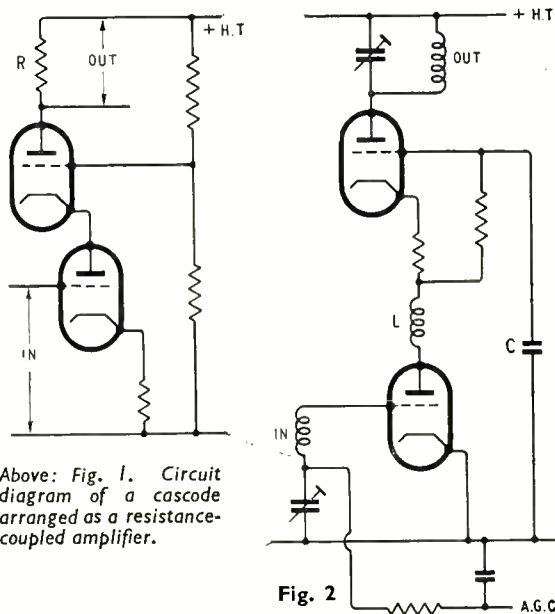 + H.T
R
OUT
IN
Above: Fig. 1. Circuit
diagram of a cascode
arranged as a resistance-
coupled amplifier.
+ H.T
OUT
L
C
IN
Fig. 2
A.G.C